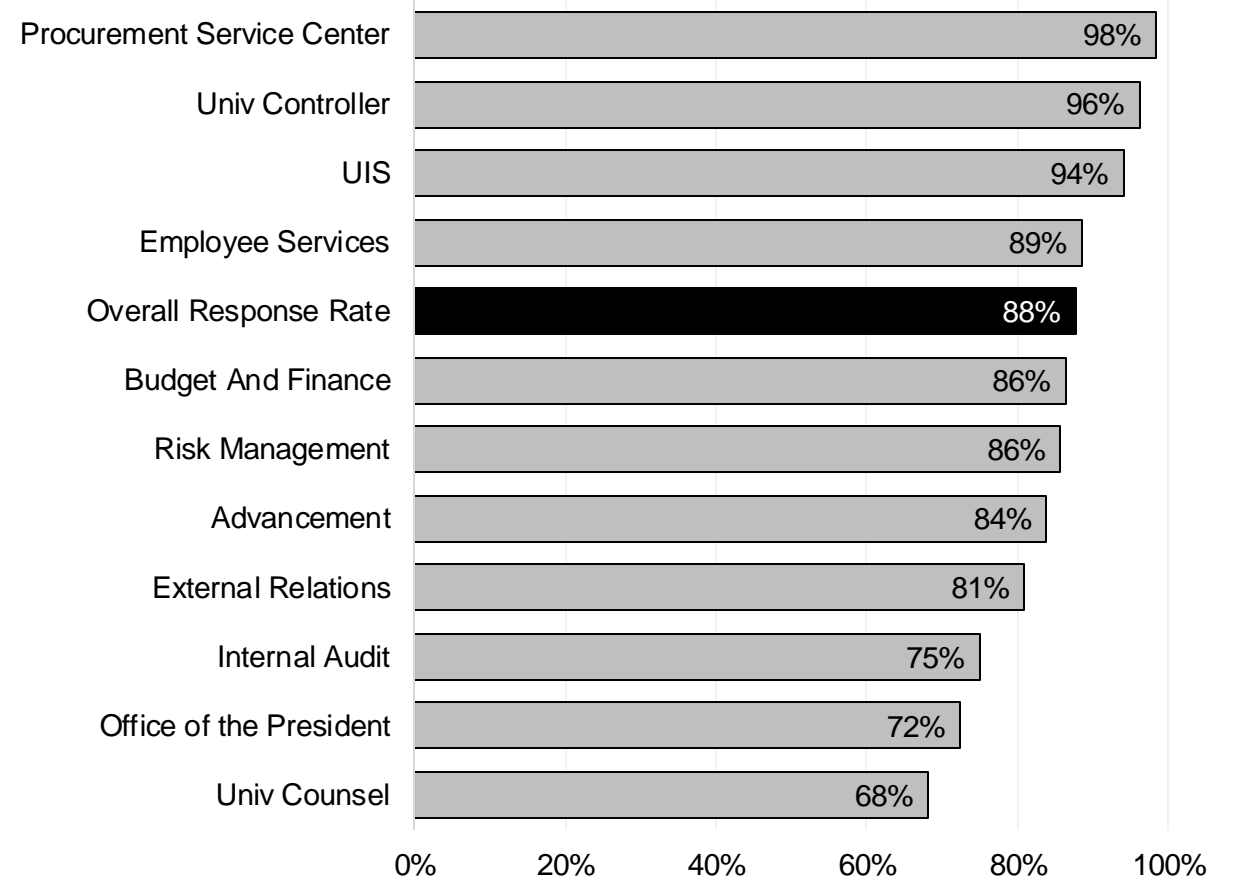 Procurement Service Center 98%
Univ Controller 96%
UIS 94%
Employee Services 89%
Overall Response Rate 88%
Budget And Finance 86%
Risk Management 86%
Advancement 84%
External Relations 81%
Internal Audit 75%
Office of the President 72%
Univ Counsel 68%
0% 20% 40% 60% 80% 100%